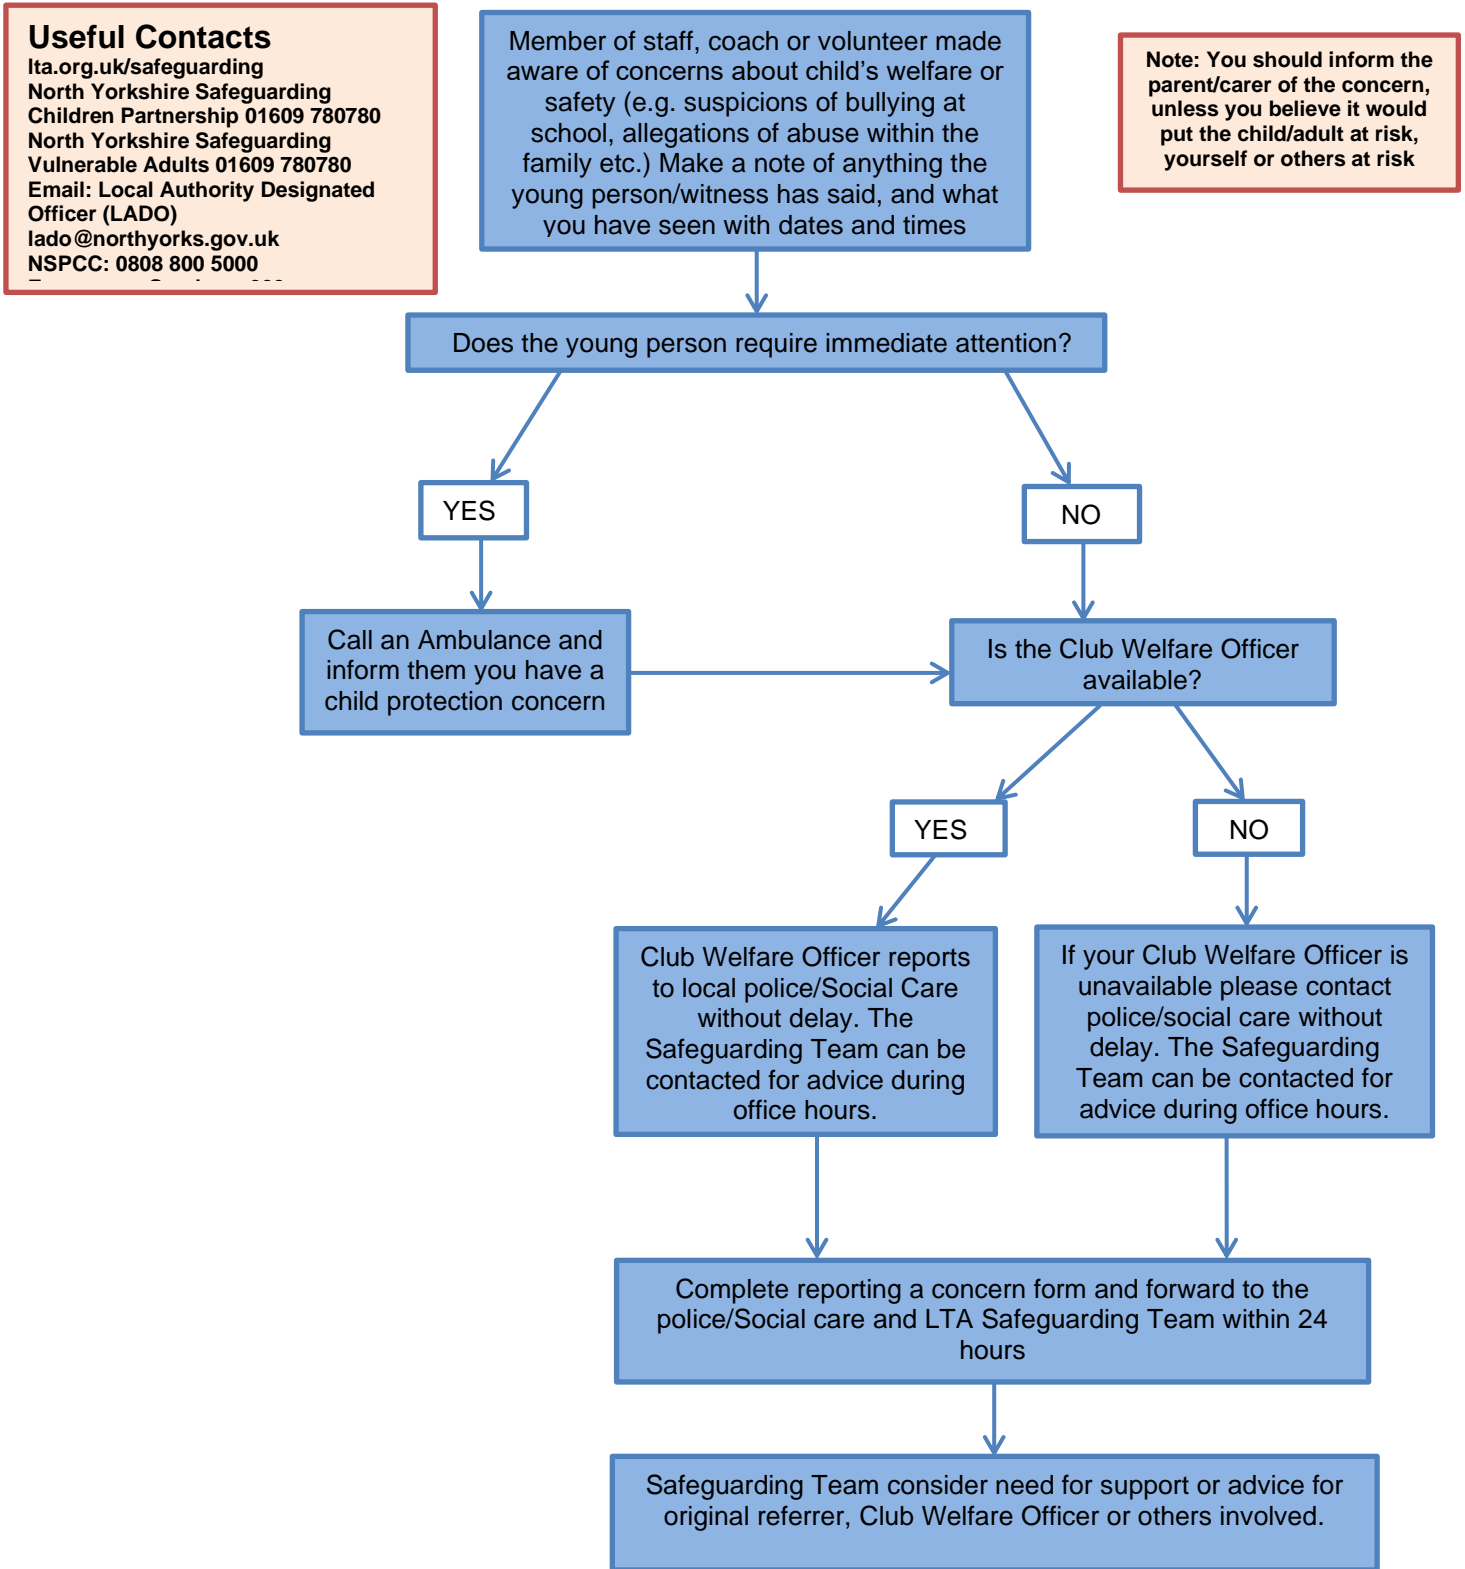 Useful Contacts
lta.org.uk/safeguarding
North Yorkshire Safeguarding
Children Partnership 01609 780780
North Yorkshire Safeguarding
Vulnerable Adults 01609 780780
Email: Local Authority Designated
Officer (LADO)
lado@northyorks.gov.uk
NSPCC: 0808 800 5000
Member of staff, coach or volunteer made
aware of concerns about child’s welfare or
safety (e.g. suspicions of bullying at
school, allegations of abuse within the
family etc.) Make a note of anything the
young person/witness has said, and what
you have seen with dates and times
Note: You should inform the
parent/carer of the concern,
unless you believe it would
put the child/adult at risk,
yourself or others at risk
Does the young person require immediate attention?
YES
NO
Call an Ambulance and
inform them you have a
child protection concern
Is the Club Welfare Officer
available?
YES
NO
Club Welfare Officer reports
to local police/Social Care
without delay. The
Safeguarding Team can be
contacted for advice during
office hours.
If your Club Welfare Officer is
unavailable please contact
police/social care without
delay. The Safeguarding
Team can be contacted for
advice during office hours.
Complete reporting a concern form and forward to the
police/Social care and LTA Safeguarding Team within 24
hours
Safeguarding Team consider need for support or advice for
original referrer, Club Welfare Officer or others involved.